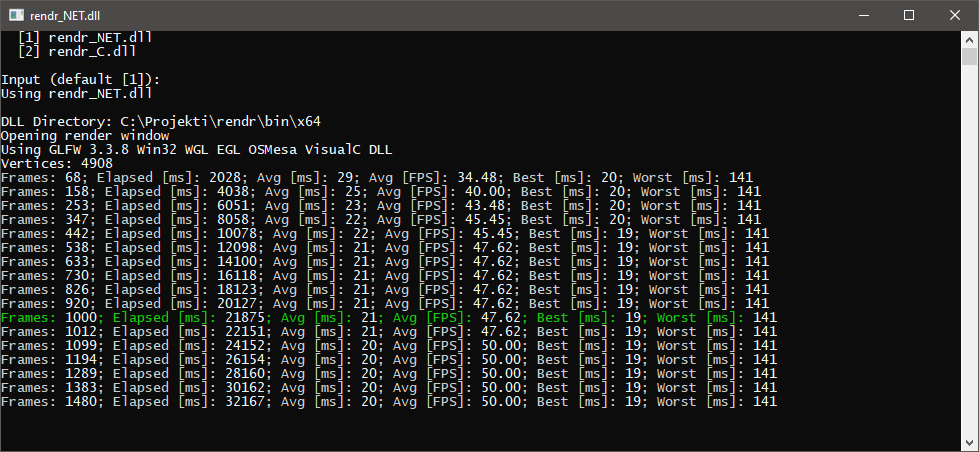 rendr_NET.dll
[1] rendr_NET.dll
[2] rendr_C.dll
Input (default [1]):
Using rendr_NET.dll
DLL Directory: C:\Projekti\rendr\bin\x64
Opening render window
Using GLFW 3.3.8 Win32 WGL EGL OSMesa VisualC DLL
Vertices: 4908
Frames: 68; Elapsed [ms]: 2028; Avg [ms]: 29; Avg [FPS]: 34.48; Best [ms]: 20; Worst [ms]: 141
Frames: 158; Elapsed [ms]: 4038; Avg [ms]: 25; Avg [FPS]: 40.00; Best [ms]: 20; Worst [ms]: 141
Frames: 253; Elapsed [ms]: 6051; Avg [ms]: 23; Avg [FPS]: 43.48; Best [ms]: 20; Worst [ms]: 141
Frames: 347; Elapsed [ms]: 8058; Avg [ms]: 22; Avg [FPS]: 45.45; Best [ms]: 20; Worst [ms]: 141
Frames: 442; Elapsed [ms]: 10078; Avg [ms]: 22; Avg [FPS]: 45.45; Best [ms]: 19; Worst [ms]: 141
Frames: 538; Elapsed [ms]: 12098; Avg [ms]: 21; Avg [FPS]: 47.62; Best [ms]: 19; Worst [ms]: 141
Frames: 633; Elapsed [ms]: 14100; Avg [ms]: 21; Avg [FPS]: 47.62; Best [ms]: 19; Worst [ms]: 141
Frames: 730; Elapsed [ms]: 16118; Avg [ms]: 21; Avg [FPS]: 47.62; Best [ms]: 19; Worst [ms]: 141
Frames: 826; Elapsed [ms]: 18123; Avg [ms]: 21; Avg [FPS]: 47.62; Best [ms]: 19; Worst [ms]: 141
Frames: 920; Elapsed [ms]: 20127; Avg [ms]: 21; Avg [FPS]: 47.62; Best [ms]: 19; Worst [ms]: 141
Frames: 1000; Elapsed [ms]: 21875; Avg [ms]: 21; Avg [FPS]: 47.62; Best [ms]: 19; Worst [ms]: 141
Frames: 1012; Elapsed [ms]: 22151; Avg [ms]: 21; Avg [FPS]: 47.62; Best [ms]: 19; Worst [ms]: 141
Frames: 1099; Elapsed [ms]: 24152; Avg [ms]: 20; Avg [FPS]: 50.00; Best [ms]: 19; Worst [ms]: 141
Frames: 1194; Elapsed [ms]: 26154; Avg [ms]: 20; Avg [FPS]: 50.00; Best [ms]: 19; Worst [ms]: 141
Frames: 1289; Elapsed [ms]: 28160; Avg [ms]: 20; Avg [FPS]: 50.00; Best [ms]: 19; Worst [ms]: 141
Frames: 1383; Elapsed [ms]: 30162; Avg [ms]: 20; Avg [FPS]: 50.00; Best [ms]: 19; Worst [ms]: 141
Frames: 1480; Elapsed [ms]: 32167; Avg [ms]: 20; Avg [FPS]: 50.00; Best [ms]: 19; Worst [ms]: 141